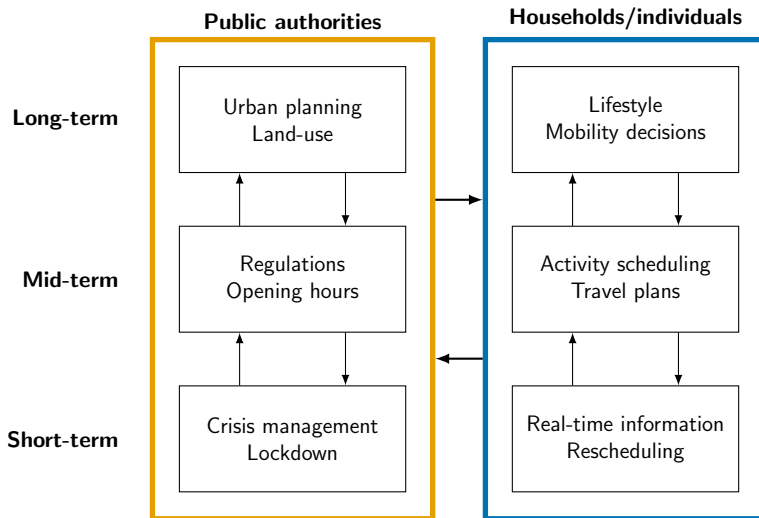 Public authorities
Households/individuals
Long-term
Urban planning
Land-use
Lifestyle
Mobility decisions
Mid-term
Regulations
Opening hours
Activity scheduling
Travel plans
Short-term
Crisis management
Lockdown
Real-time information
Rescheduling